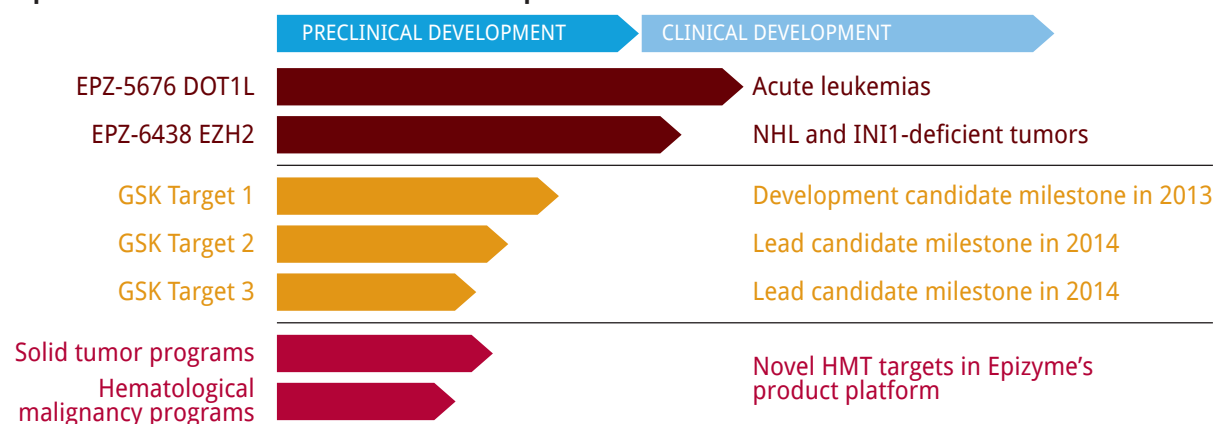 PRECLINICAL DEVELOPMENT CLINICAL DEVELOPMENT
EPZ-5676 DOT1L Acute leukemias
EPZ-6438 EZH2 NHL and INI1-deficient tumors
GSK Target 1 Development candidate milestone in 2013
GSK Target 2 Lead candidate milestone in 2014
GSK Target 3 Lead candidate milestone in 2014
Solid tumor programs
Hematological
malignancy programs
Novel HMT targets in Epizyme’s
product platform